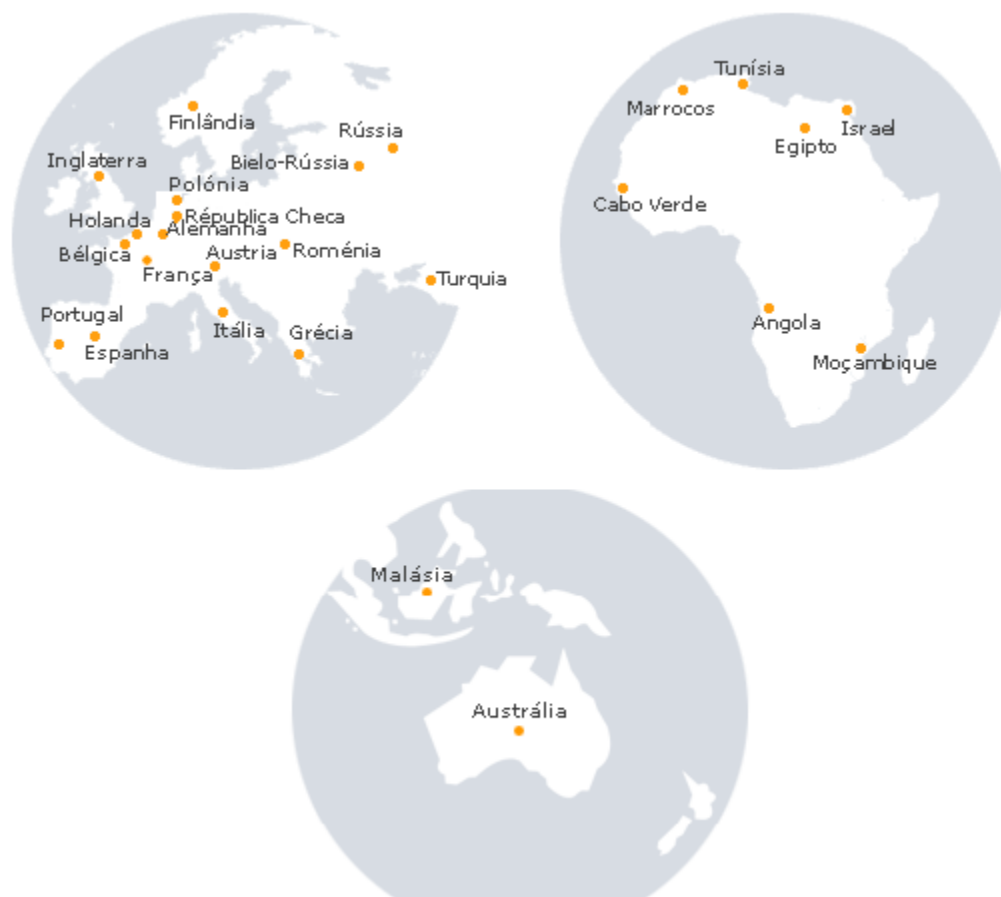 Finlândia
Rússia
Bielo-Rússia
Inglaterra
Polónia
Républica Checa
Holanda
Alemanha
Bélgica
Austria
Roménia
França
Turquia
Portugal
Itália
Grécia
Espanha
Tunísia
Marrocos
Israel
Egipto
Cabo Verde
Angola
Moçambique
Malásia
Austrália